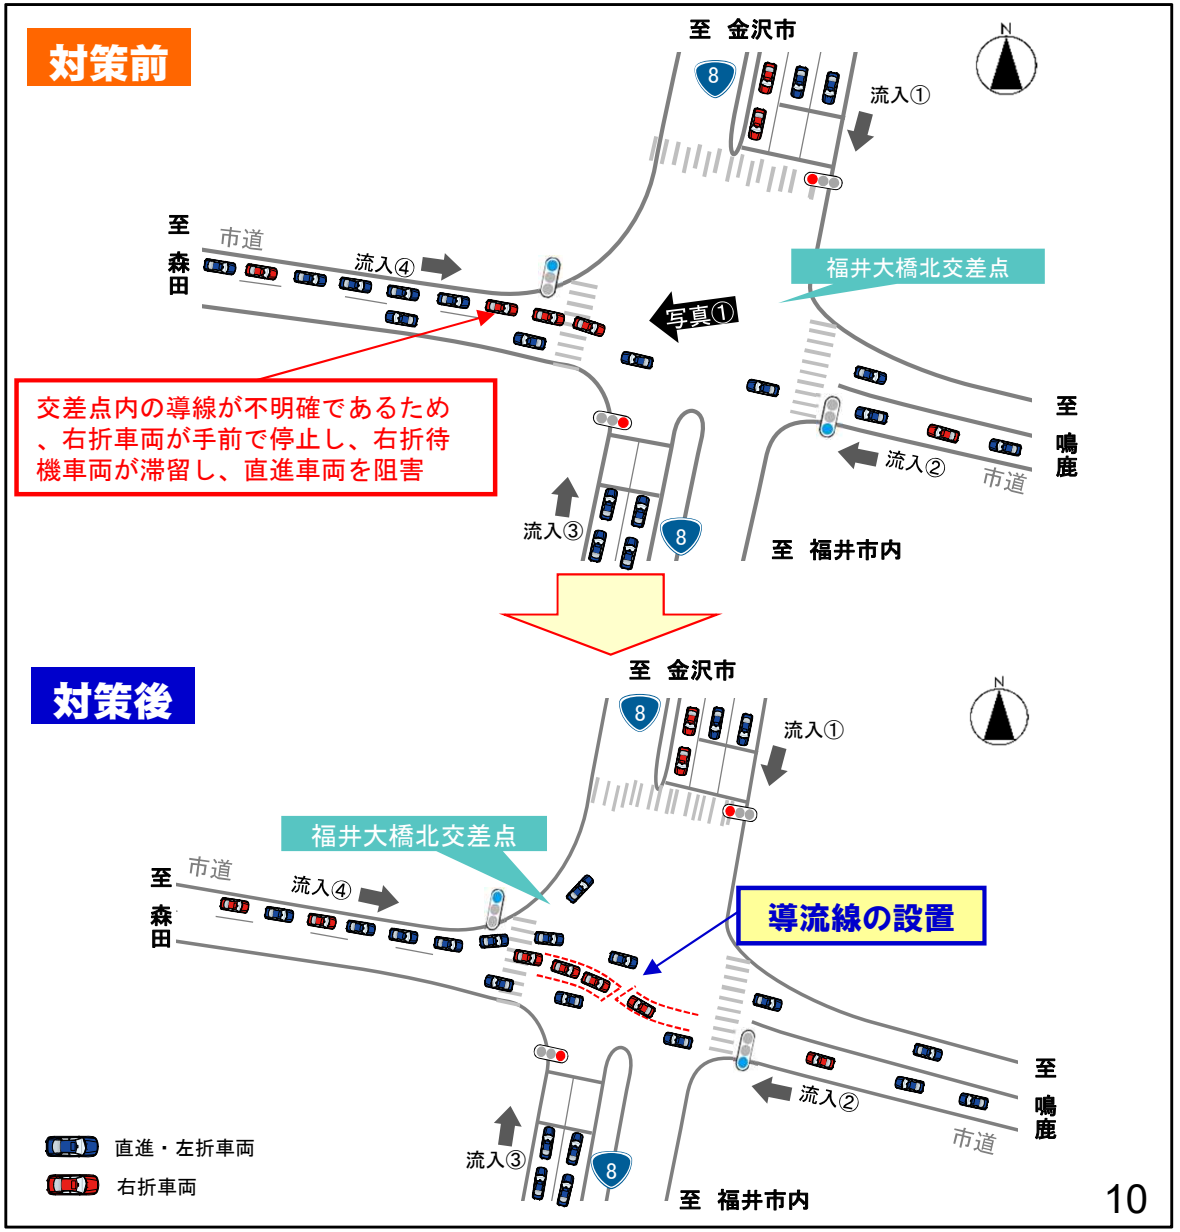 対策前
至 金沢市
N
8
流入①
至 森田
市道
流入④
福井大橋北交差点
写真①
交差点内の導線が不明確であるため
、右折車両が手前で停止し、右折待
機車両が滞留し、直進車両を阻害
至 鳴鹿
流入②
市道
流入③
8
至 福井市内
対策後
至 金沢市
N
8
流入①
福井大橋北交差点
市道
至 森田
流入④
導流線の設置
至 鳴鹿
流入②
市道
流入③
8
至 福井市内
直進・左折車両
右折車両
10